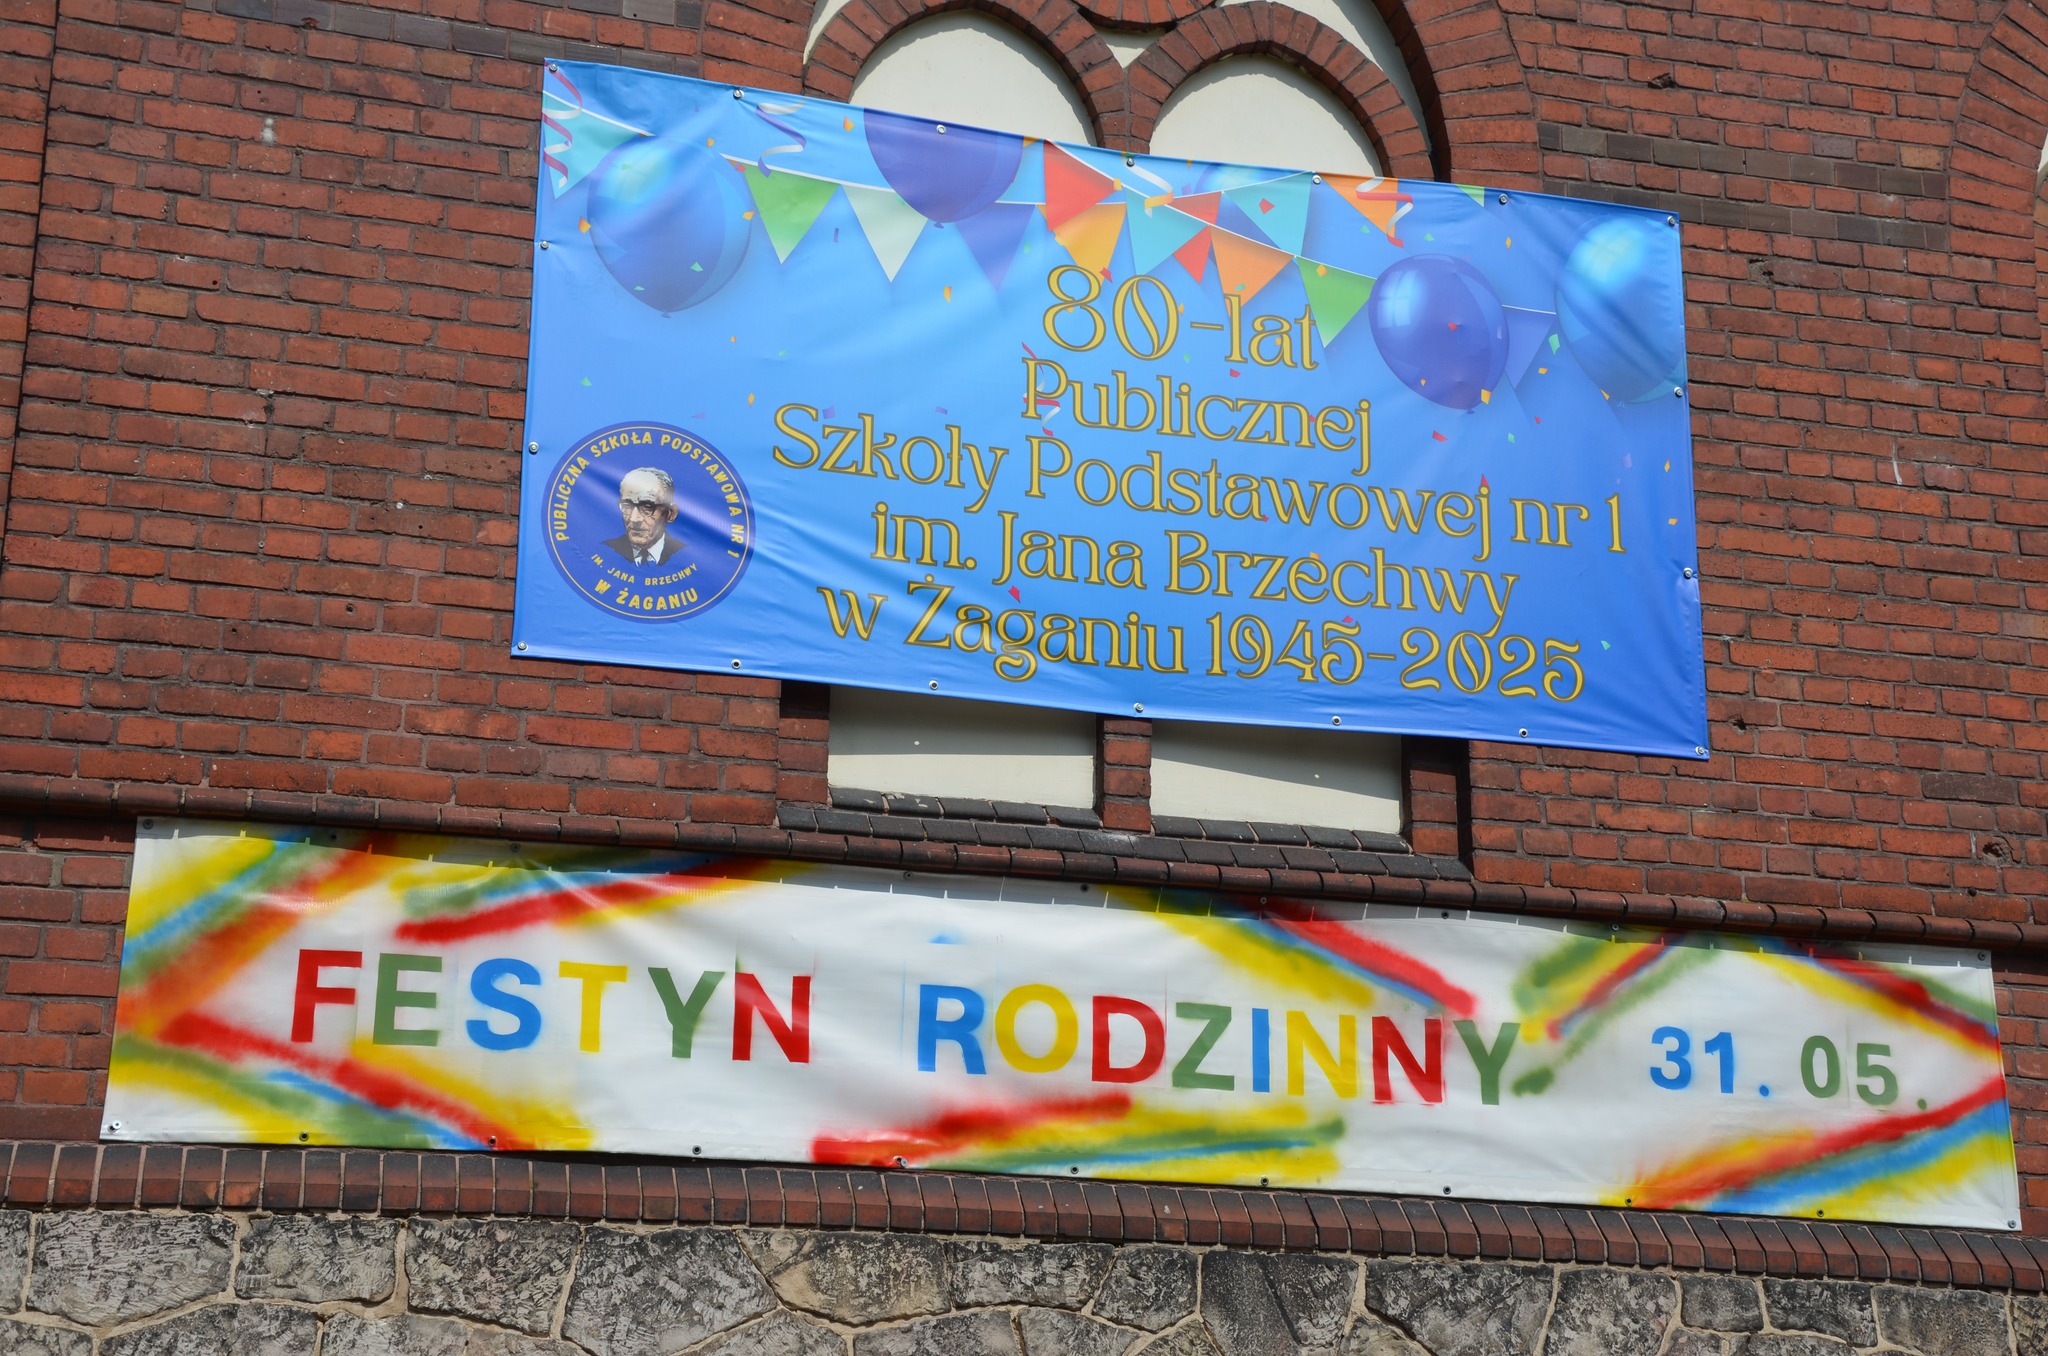 80-lat
Publicznej
Szkoły Podstawowej nr 1
im. Jana Brzechwy
w Żaganiu 1945-2025
PUBLICZNA SZKOŁA PODSTAWOWA NR 1
IM. JANA BRZECHWY
W ŻAGANIU
FESTYN RODZINNY 31.05.